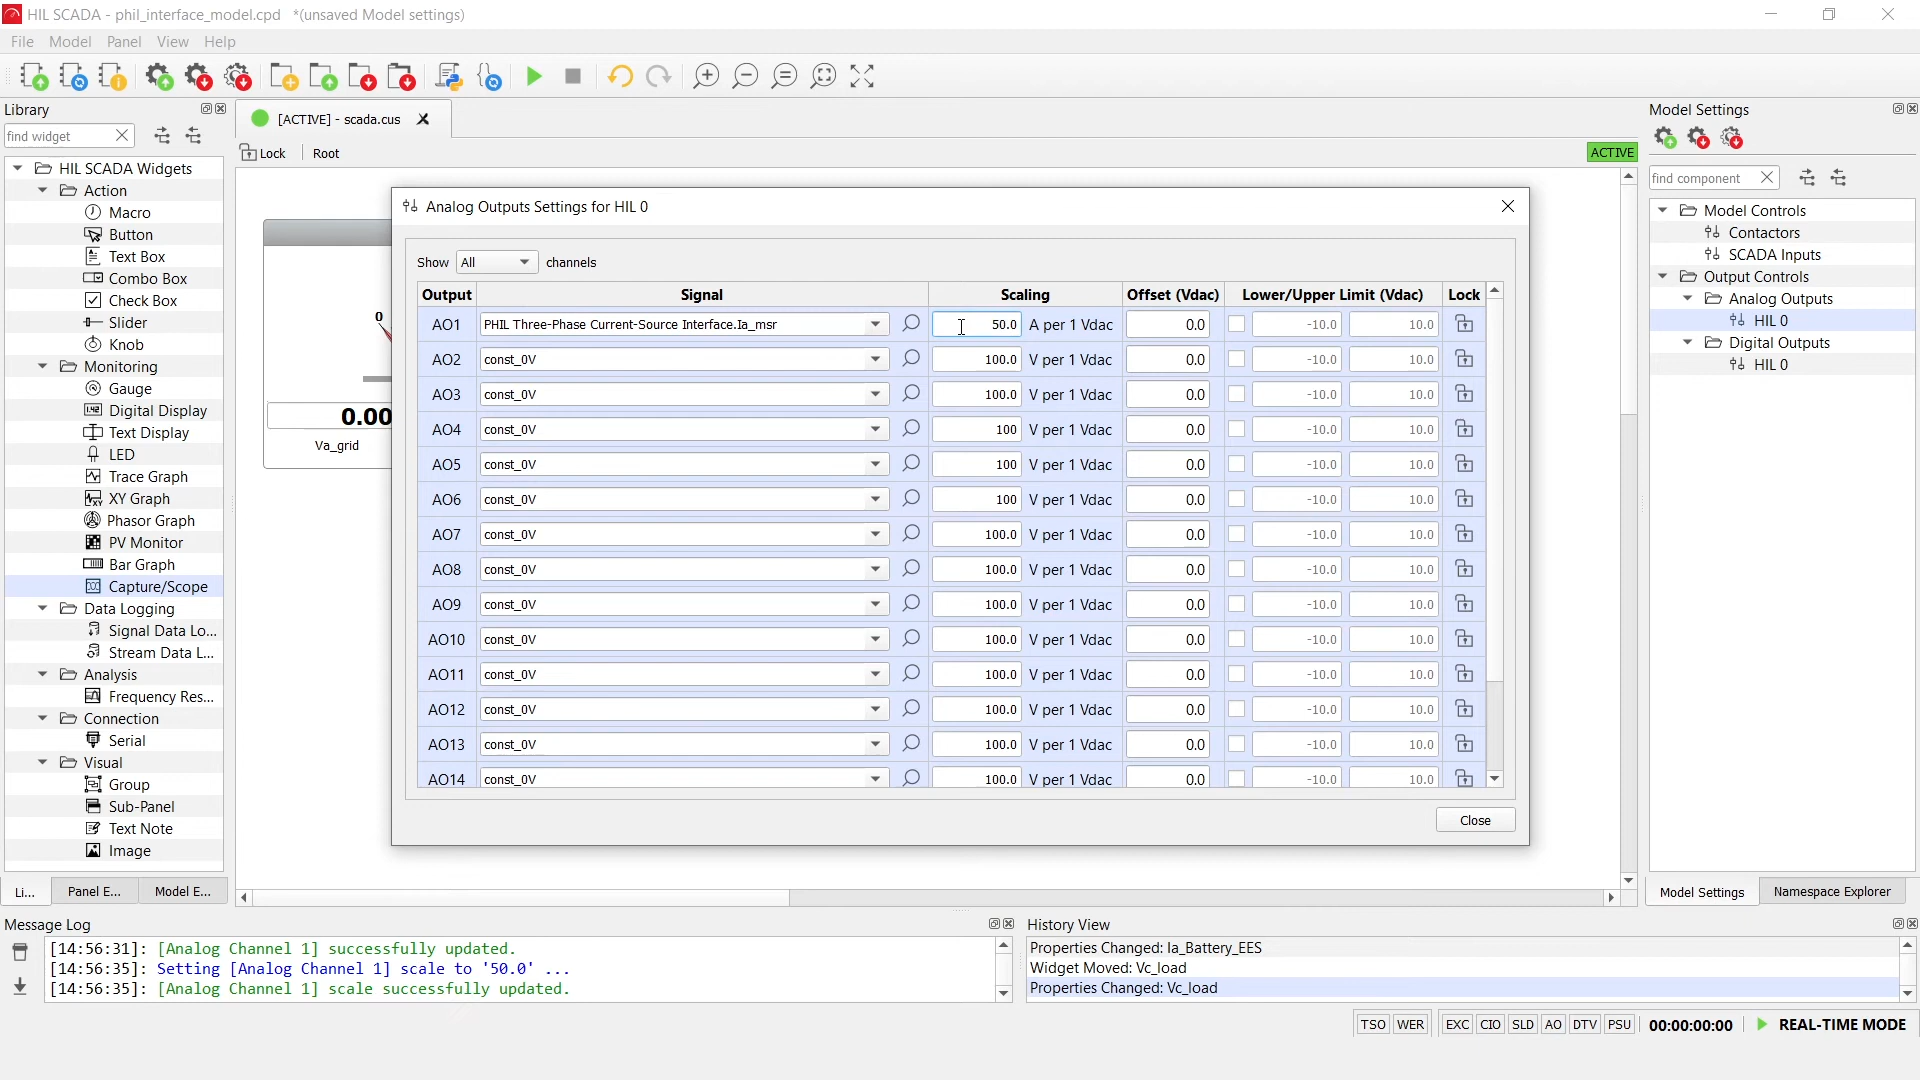 HIL SCADA - phil_interface_model.cpd *(unsaved Model settings)
File Model Panel View Help
Library
find widget
HIL SCADA Widgets
Action
Macro
Button
Text Box
Combo Box
Check Box
Slider
Knob
Monitoring
Gauge
Digital Display
Text Display
LED
Trace Graph
XY Graph
Phasor Graph
PV Monitor
Bar Graph
Capture/Scope
Data Logging
Signal Data Lo...
Stream Data L...
Analysis
Frequency Res...
Connection
Serial
Visual
Group
Sub-Panel
Text Note
Image
Li... Panel E... Model E...
[ACTIVE] - scada.cus
Lock Root ACTIVE
0
0.00
Va_grid
Analog Outputs Settings for HIL 0
Show All channels
Output Signal Scaling Offset (Vdac) Lower/Upper Limit (Vdac) Lock
AO1 PHIL Three-Phase Current-Source Interface.Ia_msr 50.0 A per 1 Vdac 0.0 -10.0 10.0
AO2 const_0V 100.0 V per 1 Vdac 0.0 -10.0 10.0
AO3 const_0V 100.0 V per 1 Vdac 0.0 -10.0 10.0
AO4 const_0V 100 V per 1 Vdac 0.0 -10.0 10.0
AO5 const_0V 100 V per 1 Vdac 0.0 -10.0 10.0
AO6 const_0V 100 V per 1 Vdac 0.0 -10.0 10.0
AO7 const_0V 100.0 V per 1 Vdac 0.0 -10.0 10.0
AO8 const_0V 100.0 V per 1 Vdac 0.0 -10.0 10.0
AO9 const_0V 100.0 V per 1 Vdac 0.0 -10.0 10.0
AO10 const_0V 100.0 V per 1 Vdac 0.0 -10.0 10.0
AO11 const_0V 100.0 V per 1 Vdac 0.0 -10.0 10.0
AO12 const_0V 100.0 V per 1 Vdac 0.0 -10.0 10.0
AO13 const_0V 100.0 V per 1 Vdac 0.0 -10.0 10.0
AO14 const_0V 100.0 V per 1 Vdac 0.0 -10.0 10.0
Close
Model Settings
find component
Model Controls
Contactors
SCADA Inputs
Output Controls
Analog Outputs
HIL 0
Digital Outputs
HIL 0
Model Settings Namespace Explorer
Message Log
[14:56:31]: [Analog Channel 1] successfully updated.
[14:56:35]: Setting [Analog Channel 1] scale to '50.0' ...
[14:56:35]: [Analog Channel 1] scale successfully updated.
History View
Properties Changed: Ia_Battery_EES
Widget Moved: Vc_load
Properties Changed: Vc_load
TSO WER EXC CIO SLD AO DTV PSU 00:00:00:00 REAL-TIME MODE